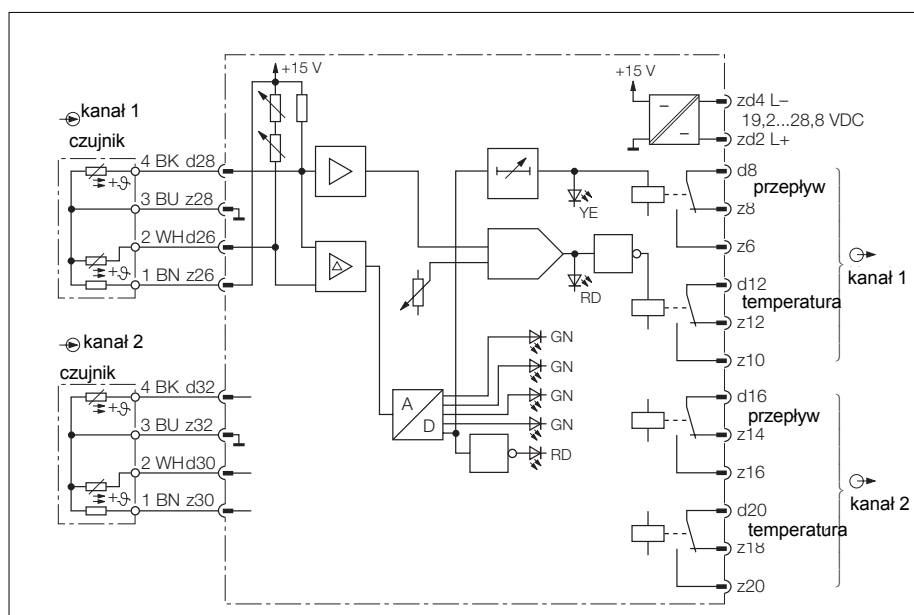 +15 V
+15 V
zd4 L–
19,2...28,8 VDC
zd2 L+
kanał 1
czujnik
4 BK d28
+ϑ
3 BU z28
2 WH d26
+ϑ
1 BN z26
YE
RD
d8
przepływ
z8
z6
d12
temperatura
z12
z10
kanał 1
kanał 2
czujnik
4 BK d32
+ϑ
3 BU z32
2 WH d30
+ϑ
1 BN z30
A
D
GN
GN
GN
GN
RD
d16
przepływ
z14
z16
d20
temperatura
z18
z20
kanał 2